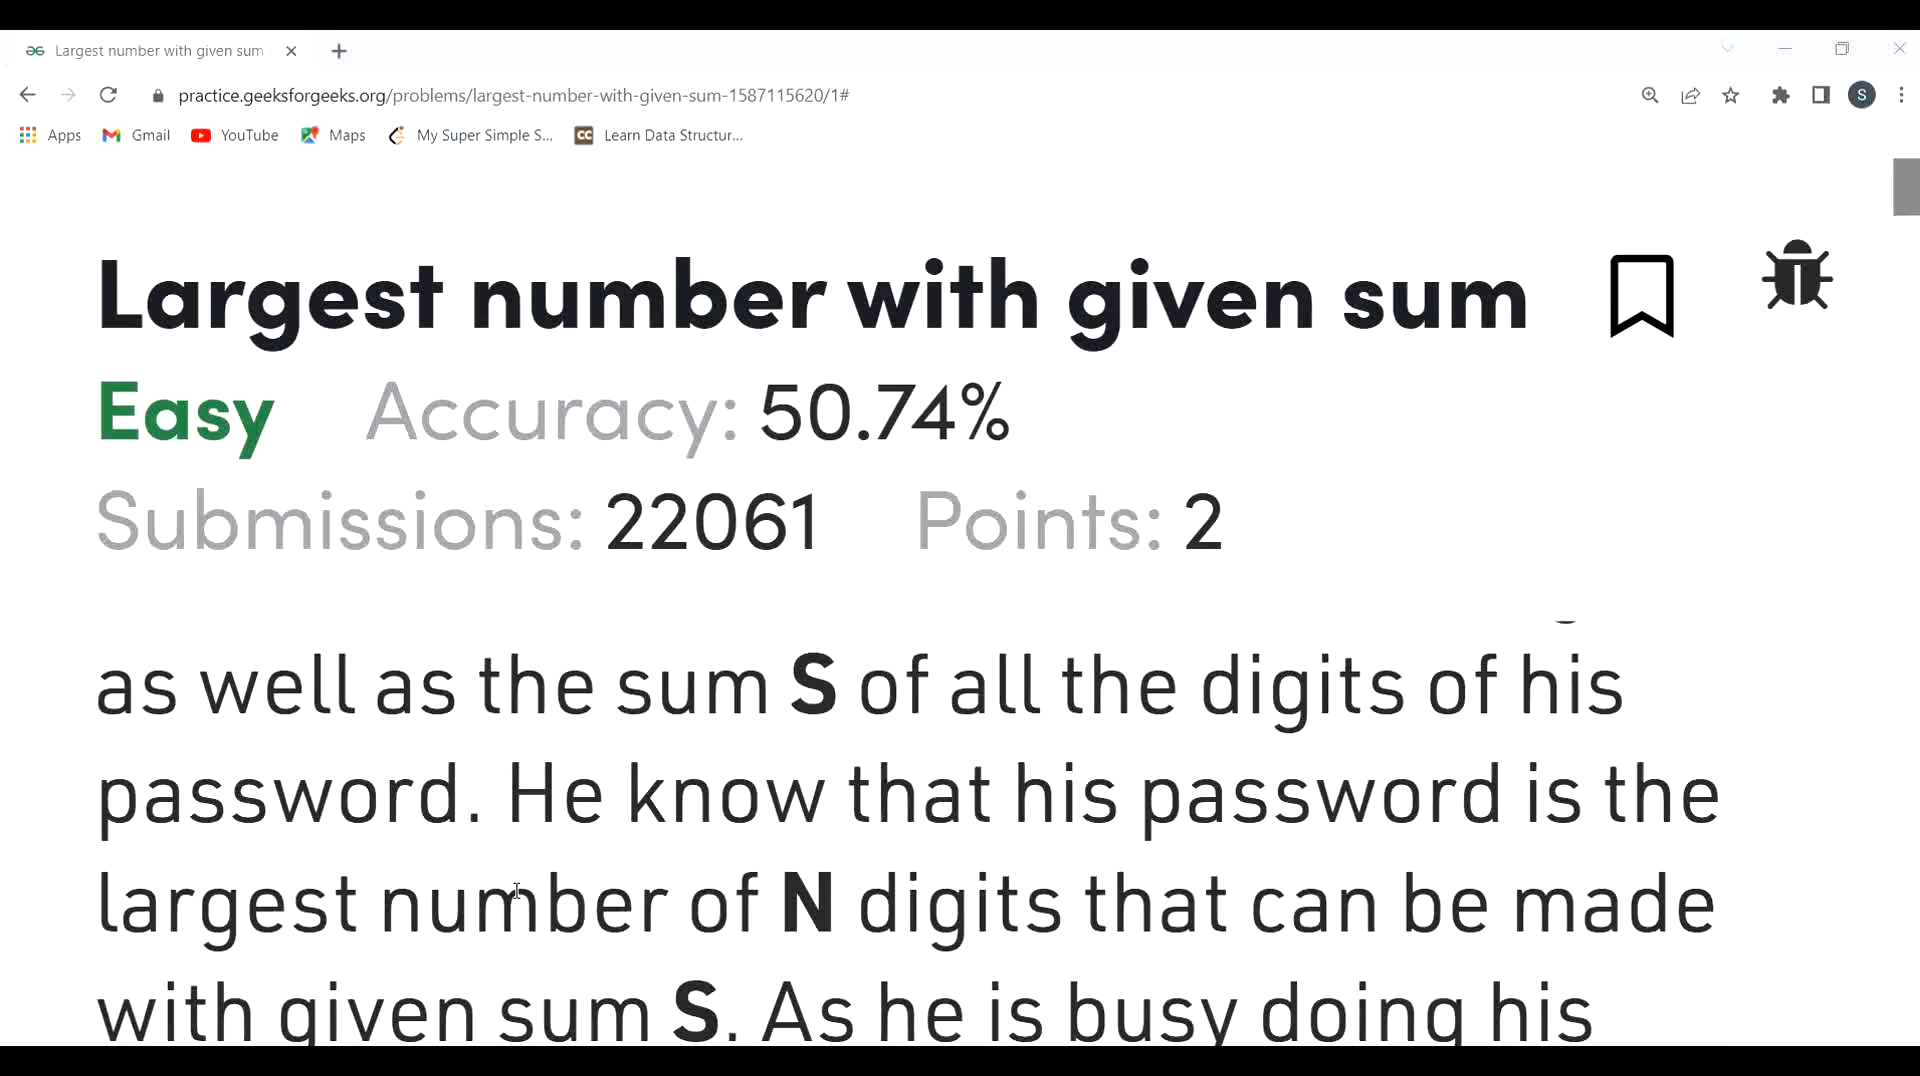 Largest number with given sum
practice.geeksforgeeks.org/problems/largest-number-with-given-sum-1587115620/1#
S
Apps Gmail YouTube Maps My Super Simple S... CC Learn Data Structur...
Largest number with given sum
Easy Accuracy: 50.74%
Submissions: 22061 Points: 2
as well as the sum S of all the digits of his
password. He know that his password is the
largest number of N digits that can be made
with given sum S. As he is busy doing his